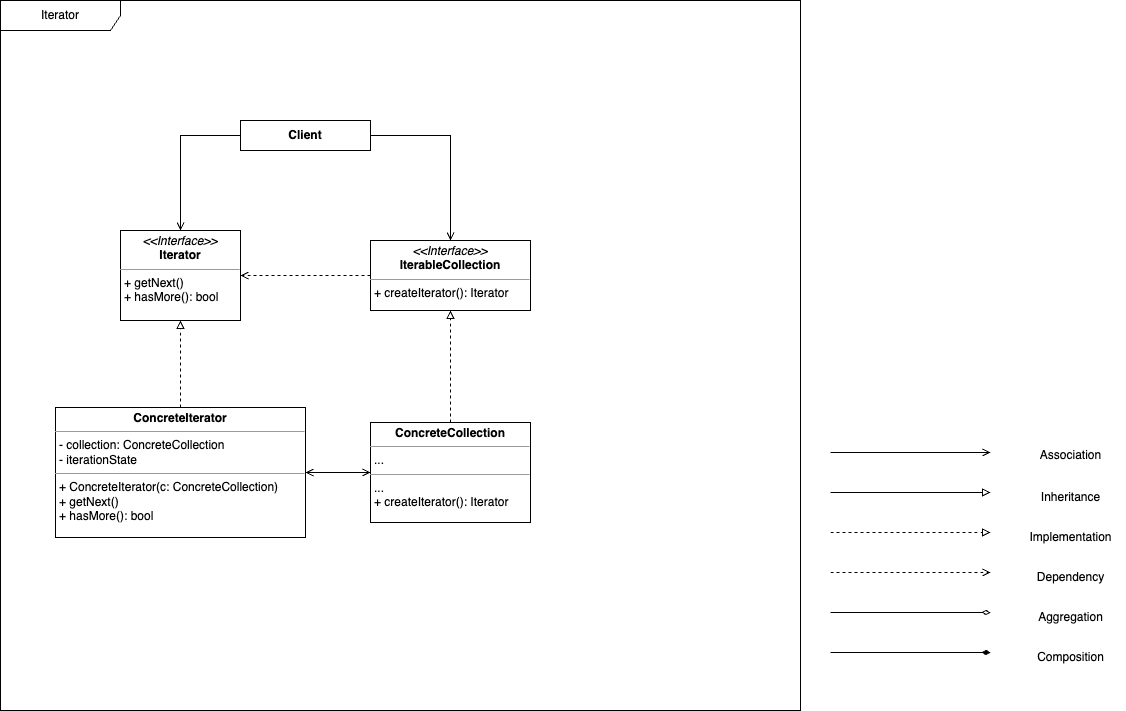 Iterator
Client
<<Interface>>
Iterator
+ getNext()
+ hasMore(): bool
<<Interface>>
IterableCollection
+ createIterator(): Iterator
ConcreteIterator
- collection: ConcreteCollection
- iterationState
+ ConcreteIterator(c: ConcreteCollection)
+ getNext()
+ hasMore(): bool
ConcreteCollection
...
...
+ createIterator(): Iterator
Association
Inheritance
Implementation
Dependency
Aggregation
Composition